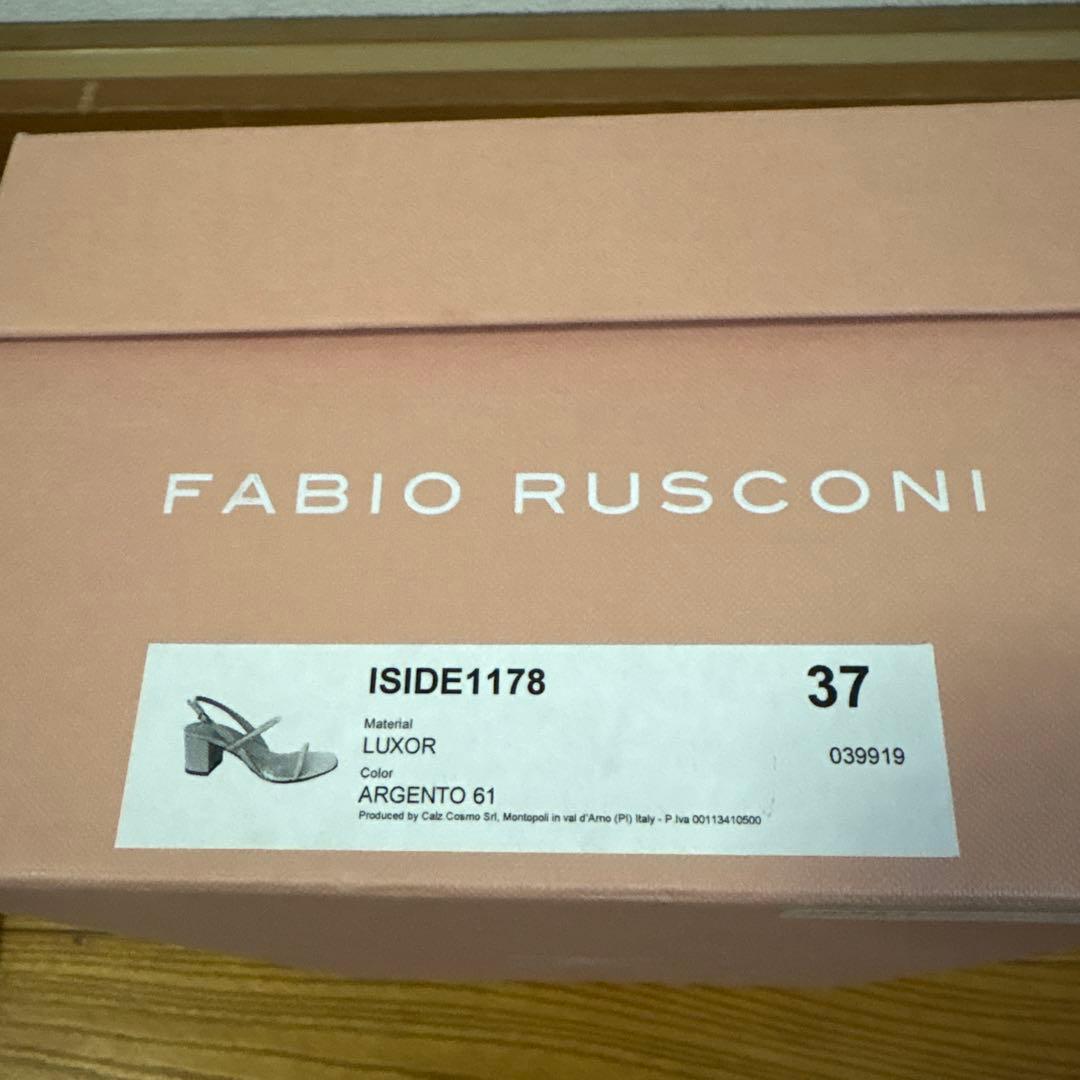 FABIO RUSCONI
ISIDE1178
37
Material
LUXOR
039919
Color
ARGENTO 61
Produced by Calz Cosmo Srl, Montopoli in val d'Arno (PI) Italy - P.Iva 00113410500